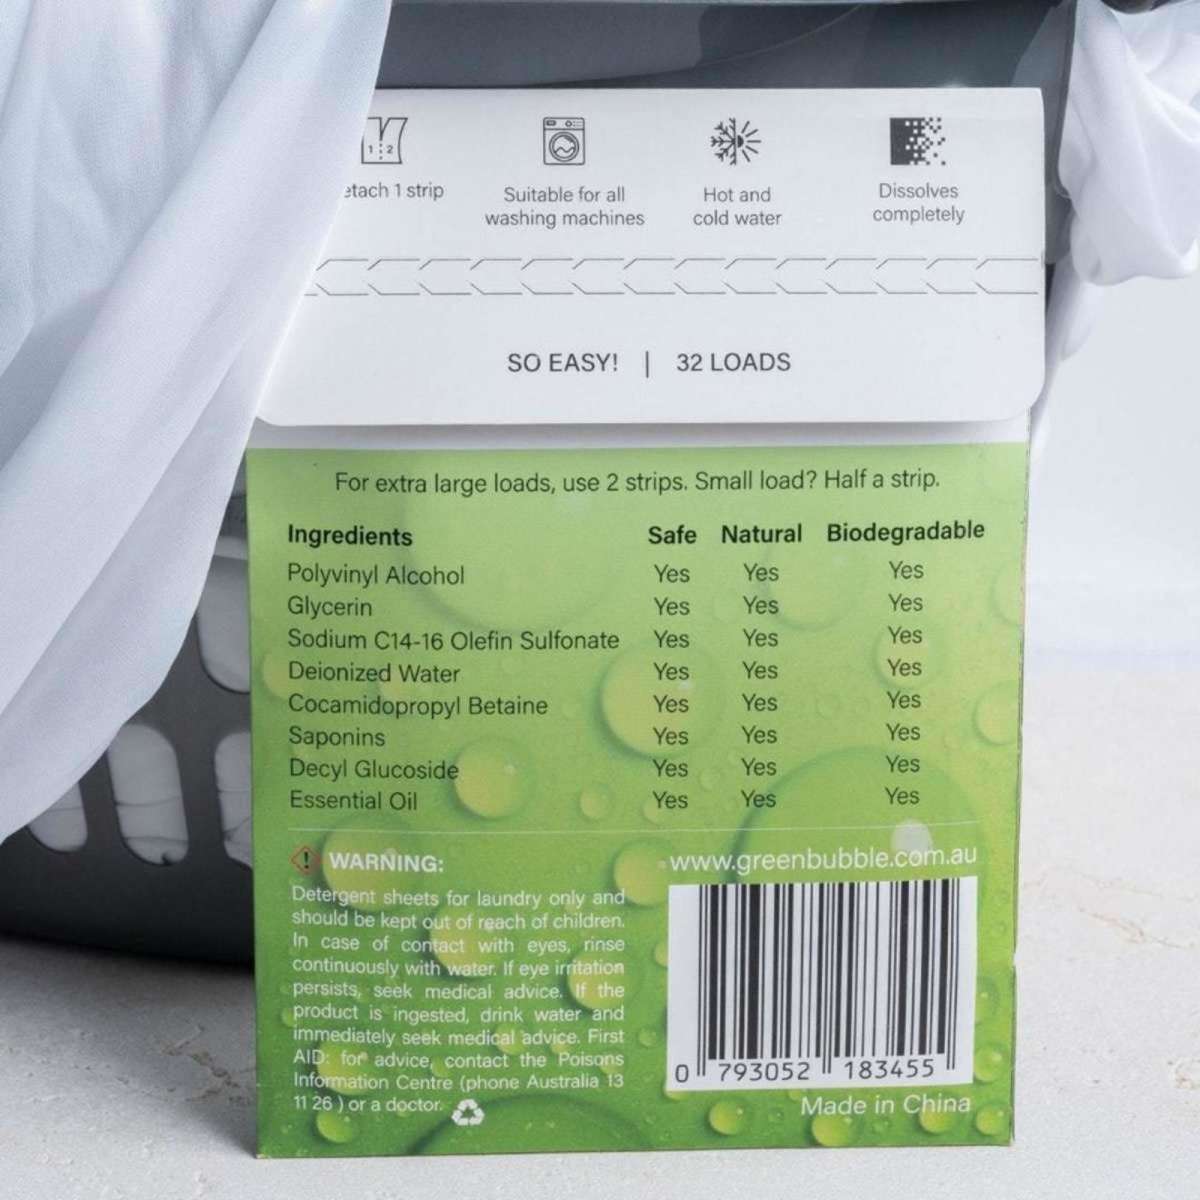 1 2
etach 1 strip
Suitable for all
washing machines
Hot and
cold water
Dissolves
completely
SO EASY! | 32 LOADS
For extra large loads, use 2 strips. Small load? Half a strip.
Ingredients Safe Natural Biodegradable
Polyvinyl Alcohol Yes Yes Yes
Glycerin Yes Yes Yes
Sodium C14-16 Olefin Sulfonate Yes Yes Yes
Deionized Water Yes Yes Yes
Cocamidopropyl Betaine Yes Yes Yes
Saponins Yes Yes Yes
Decyl Glucoside Yes Yes Yes
Essential Oil Yes Yes Yes
WARNING:
Detergent sheets for laundry only and
should be kept out of reach of children.
In case of contact with eyes, rinse
continuously with water. If eye irritation
persists, seek medical advice. If the
product is ingested, drink water and
immediately seek medical advice. First
AID: for advice, contact the Poisons
Information Centre (phone Australia 13
11 26 ) or a doctor.
www.greenbubble.com.au
0 793052 183455
Made in China